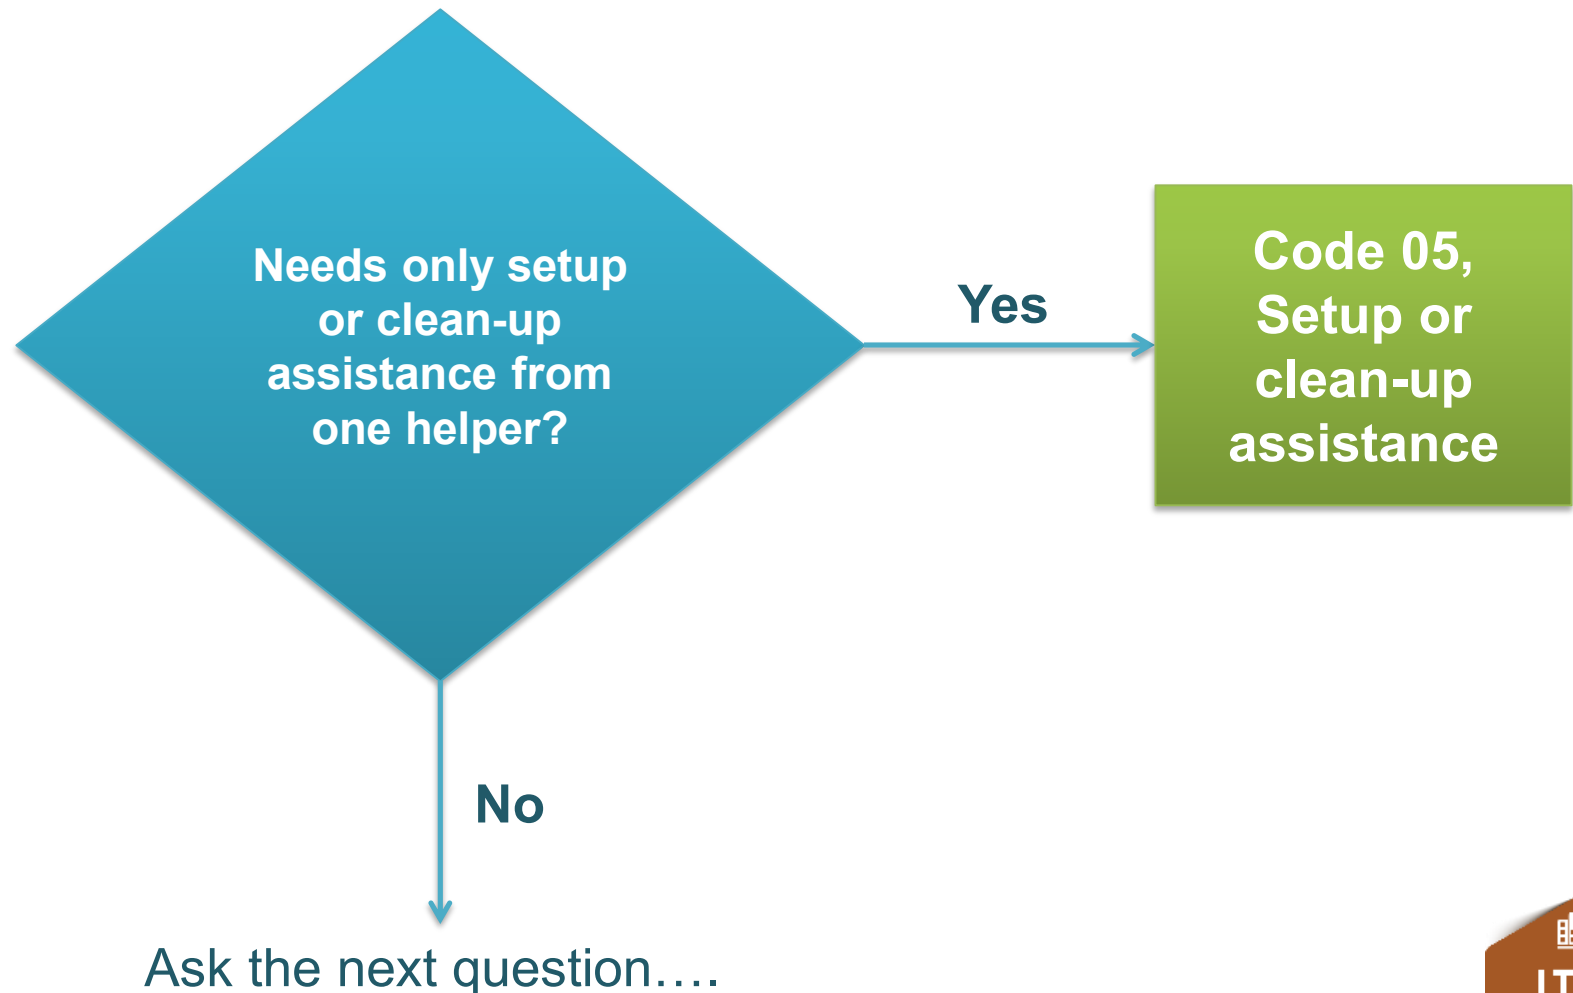 Needs only setup
or clean-up
assistance from
one helper?
Yes
Code 05,
Setup or
clean-up
assistance
No
Ask the next question….